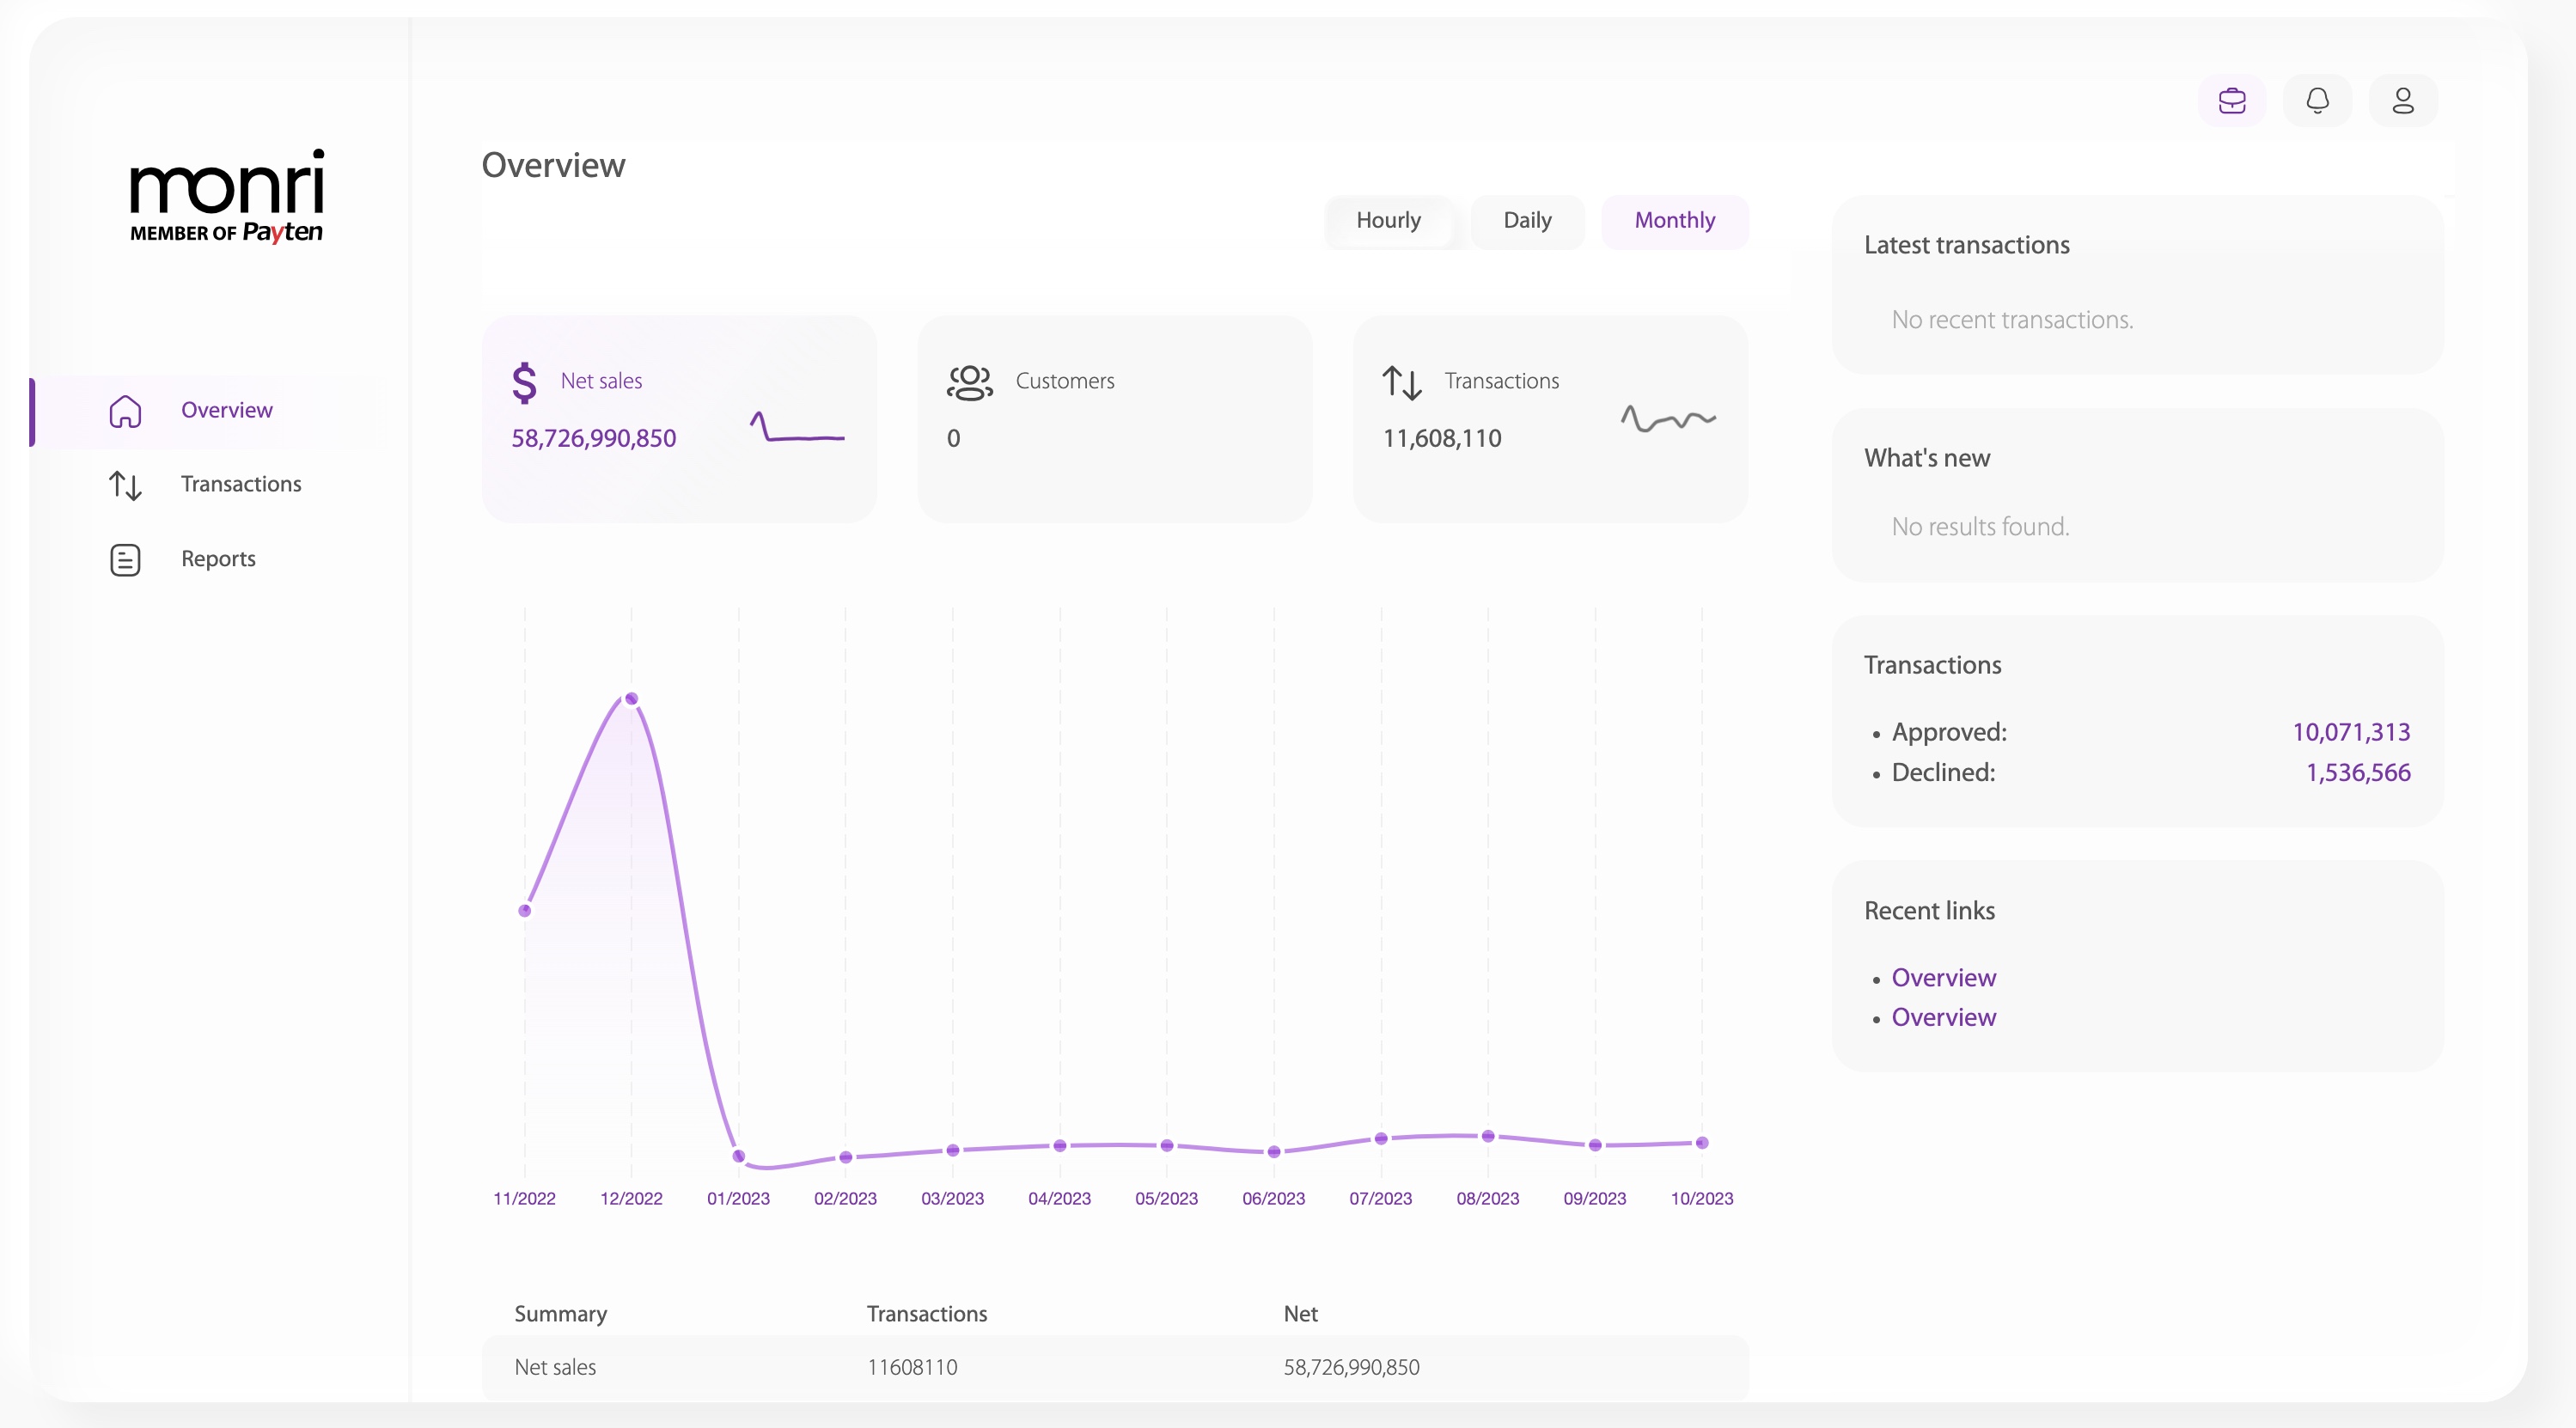 monri
MEMBER OF Payten
Overview
Transactions
Reports
Overview
Hourly Daily Monthly
$ Net sales
58,726,990,850
Customers
0
Transactions
11,608,110
11/2022 12/2022 01/2023 02/2023 03/2023 04/2023 05/2023 06/2023 07/2023 08/2023 09/2023 10/2023
Summary Transactions Net
Net sales 11608110 58,726,990,850
Latest transactions
No recent transactions.
What's new
No results found.
Transactions
• Approved: 10,071,313
• Declined: 1,536,566
Recent links
• Overview
• Overview